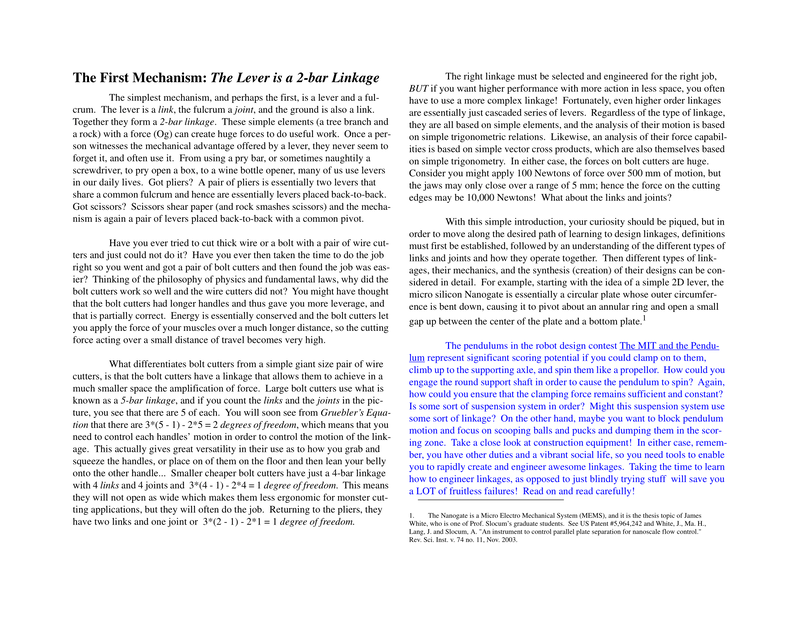 The First Mechanism: The Lever is a 2-bar Linkage
The simplest mechanism, and perhaps the first, is a lever and a ful-
crum. The lever is a link, the fulcrum a joint, and the ground is also a link.
Together they form a 2-bar linkage. These simple elements (a tree branch and
a rock) with a force (Og) can create huge forces to do useful work. Once a per-
son witnesses the mechanical advantage offered by a lever, they never seem to
forget it, and often use it. From using a pry bar, or sometimes naughtily a
screwdriver, to pry open a box, to a wine bottle opener, many of us use levers
in our daily lives. Got pliers? A pair of pliers is essentially two levers that
share a common fulcrum and hence are essentially levers placed back-to-back.
Got scissors? Scissors shear paper (and rock smashes scissors) and the mecha-
nism is again a pair of levers placed back-to-back with a common pivot.
Have you ever tried to cut thick wire or a bolt with a pair of wire cut-
ters and just could not do it? Have you ever then taken the time to do the job
right so you went and got a pair of bolt cutters and then found the job was eas-
ier? Thinking of the philosophy of physics and fundamental laws, why did the
bolt cutters work so well and the wire cutters did not? You might have thought
that the bolt cutters had longer handles and thus gave you more leverage, and
that is partially correct. Energy is essentially conserved and the bolt cutters let
you apply the force of your muscles over a much longer distance, so the cutting
force acting over a small distance of travel becomes very high.
What differentiates bolt cutters from a simple giant size pair of wire
cutters, is that the bolt cutters have a linkage that allows them to achieve in a
much smaller space the amplification of force. Large bolt cutters use what is
known as a 5-bar linkage, and if you count the links and the joints in the pic-
ture, you see that there are 5 of each. You will soon see from Gruebler's Equa-
tion that there are 3*(5 - 1) - 2*5 = 2 degrees of freedom, which means that you
need to control each handles' motion in order to control the motion of the link-
age. This actually gives great versatility in their use as to how you grab and
squeeze the handles, or place on of them on the floor and then lean your belly
onto the other handle... Smaller cheaper bolt cutters have just a 4-bar linkage
with 4 links and 4 joints and 3*(4 - 1) - 2*4 = 1 degree of freedom. This means
they will not open as wide which makes them less ergonomic for monster cut-
ting applications, but they will often do the job. Returning to the pliers, they
have two links and one joint or 3*(2 - 1) - 2*1 = 1 degree of freedom.
The right linkage must be selected and engineered for the right job,
BUT if you want higher performance with more action in less space, you often
have to use a more complex linkage! Fortunately, even higher order linkages
are essentially just cascaded series of levers. Regardless of the type of linkage,
they are all based on simple elements, and the analysis of their motion is based
on simple trigonometric relations. Likewise, an analysis of their force capabil-
ities is based on simple vector cross products, which are also themselves based
on simple trigonometry. In either case, the forces on bolt cutters are huge.
Consider you might apply 100 Newtons of force over 500 mm of motion, but
the jaws may only close over a range of 5 mm; hence the force on the cutting
edges may be 10,000 Newtons! What about the links and joints?
With this simple introduction, your curiosity should be piqued, but in
order to move along the desired path of learning to design linkages, definitions
must first be established, followed by an understanding of the different types of
links and joints and how they operate together. Then different types of link-
ages, their mechanics, and the synthesis (creation) of their designs can be con-
sidered in detail. For example, starting with the idea of a simple 2D lever, the
micro silicon Nanogate is essentially a circular plate whose outer circumfer-
ence is bent down, causing it to pivot about an annular ring and open a small
gap up between the center of the plate and a bottom plate.1
The pendulums in the robot design contest The MIT and the Pendu-
lum represent significant scoring potential if you could clamp on to them,
climb up to the supporting axle, and spin them like a propellor. How could you
engage the round support shaft in order to cause the pendulum to spin? Again,
how could you ensure that the clamping force remains sufficient and constant?
Is some sort of suspension system in order? Might this suspension system use
some sort of linkage? On the other hand, maybe you want to block pendulum
motion and focus on scooping balls and pucks and dumping them in the scor-
ing zone. Take a close look at construction equipment! In either case, remem-
ber, you have other duties and a vibrant social life, so you need tools to enable
you to rapidly create and engineer awesome linkages. Taking the time to learn
how to engineer linkages, as opposed to just blindly trying stuff will save you
a LOT of fruitless failures! Read on and read carefully!
1. The Nanogate is a Micro Electro Mechanical System (MEMS), and it is the thesis topic of James
White, who is one of Prof. Slocum's graduate students. See US Patent #5,964,242 and White, J., Ma. H.,
Lang, J. and Slocum, A. "An instrument to control parallel plate separation for nanoscale flow control."
Rev. Sci. Inst. v. 74 no. 11, Nov. 2003.